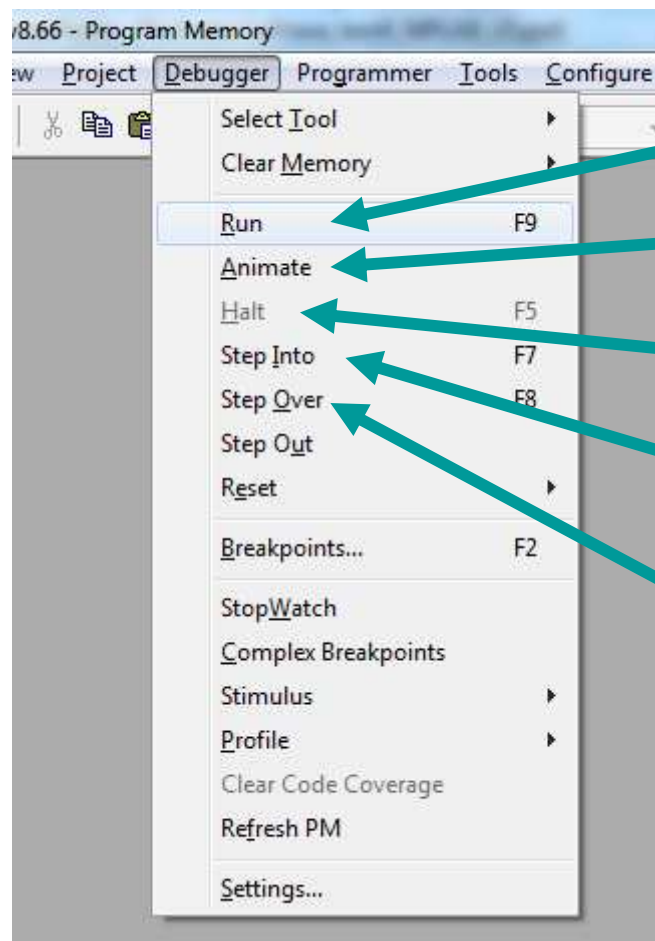 v8.66 - Program Memory
ew Project Debugger Programmer Tools Configure
Select Tool
Clear Memory
Run F9
Animate
Halt F5
Step Into F7
Step Over F8
Step Out
Reset
Breakpoints... F2
StopWatch
Complex Breakpoints
Stimulus
Profile
Clear Code Coverage
Refresh PM
Settings...